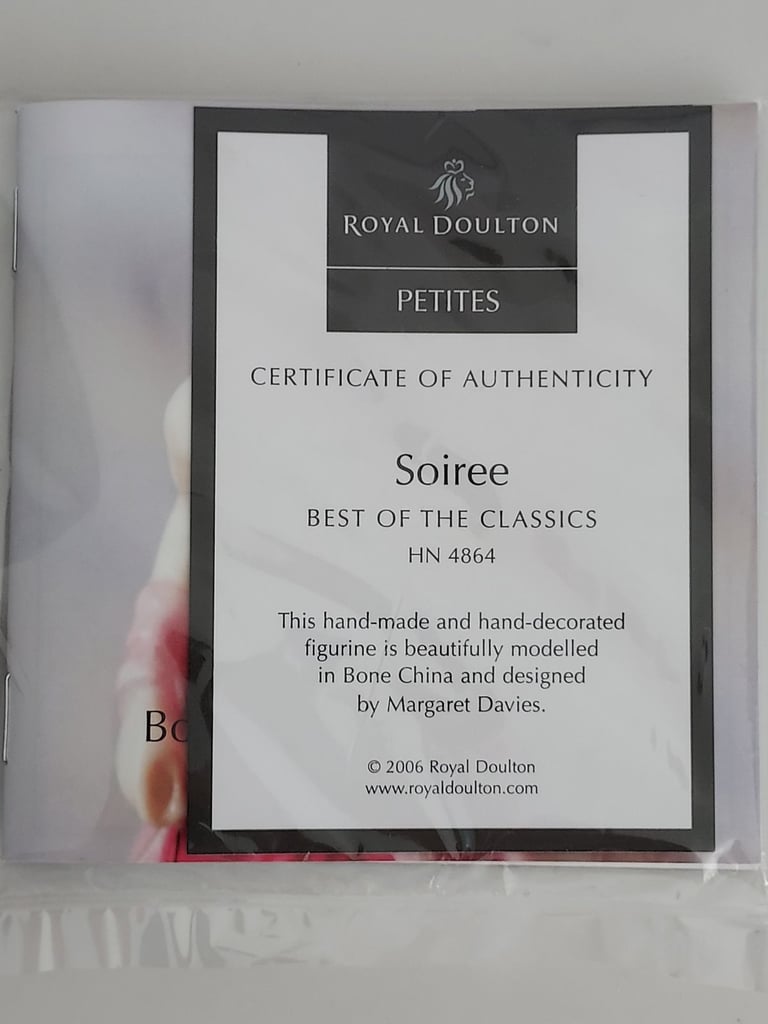 ROYAL DOULTON
PETITES
CERTIFICATE OF AUTHENTICITY
Soiree
BEST OF THE CLASSICS
HN 4864
This hand-made and hand-decorated
figurine is beautifully modelled
in Bone China and designed
by Margaret Davies.
© 2006 Royal Doulton
www.royaldoulton.com